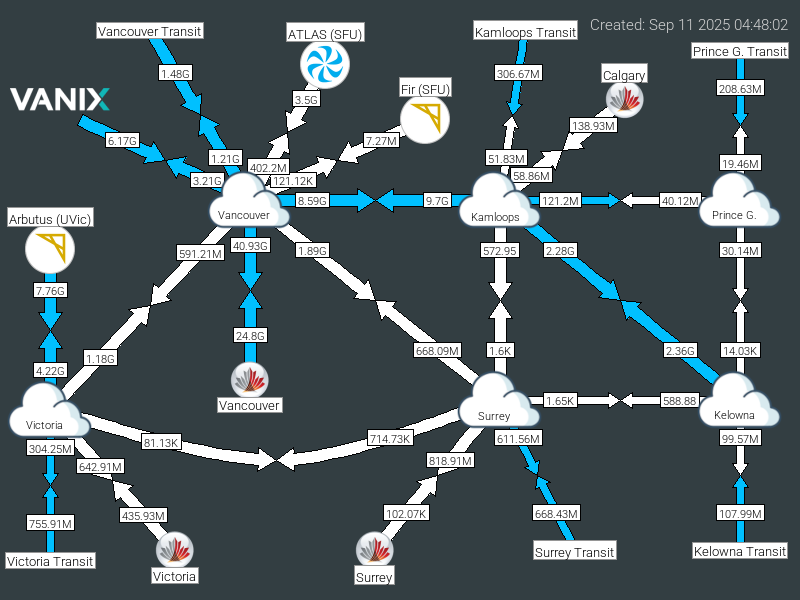 Created: Sep 11 2025 04:48:02
Vancouver Transit
ATLAS (SFU)
Kamloops Transit
Prince G. Transit
1.48G
306.67M
Calgary
208.63M
Fir (SFU)
VANIX
3.5G
138.93M
6.17G
7.27M
1.21G
402.2M
51.83M
19.46M
3.21G
121.12K
58.86M
8.59G
9.7G
121.2M
40.12M
Vancouver
Kamloops
Prince G.
Arbutus (UVic)
591.21M
40.93G
1.89G
572.95
2.28G
30.14M
7.76G
24.8G
1.18G
668.09M
1.6K
2.36G
14.03K
4.22G
Vancouver
1.65K
588.88
Victoria
Surrey
Kelowna
304.25M
81.13K
714.73K
611.56M
99.57M
642.91M
818.91M
755.91M
435.93M
102.07K
668.43M
107.99M
Victoria Transit
Victoria
Surrey
Surrey Transit
Kelowna Transit